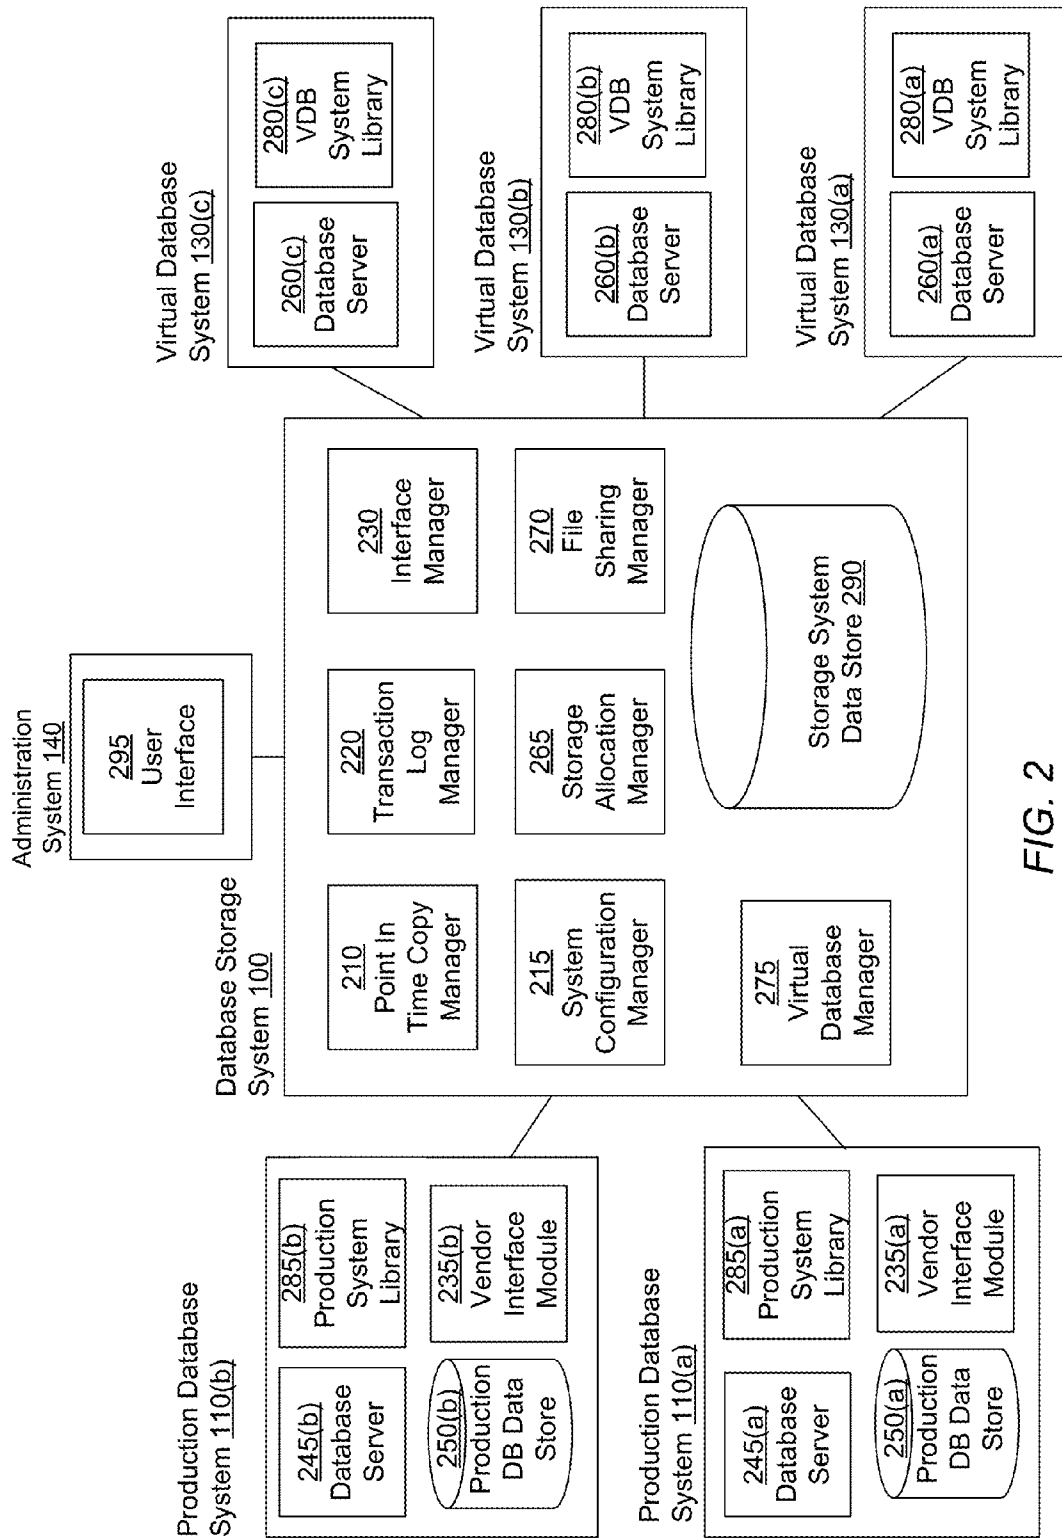 Administration
System 140
295
User
Interface
Production Database
System 110(b)
245(b)
Database
Server
285(b)
Production
System
Library
250(b)
Production
DB Data
Store
235(b)
Vendor
Interface
Module
Production Database
System 110(a)
245(a)
Database
Server
285(a)
Production
System
Library
250(a)
Production
DB Data
Store
235(a)
Vendor
Interface
Module
Database Storage
System 100
210
Point In
Time Copy
Manager
220
Transaction
Log
Manager
230
Interface
Manager
215
System
Configuration
Manager
265
Storage
Allocation
Manager
270
File
Sharing
Manager
275
Virtual
Database
Manager
Storage System
Data Store 290
Virtual Database
System 130(c)
260(c)
Database
Server
280(c)
VDB
System
Library
Virtual Database
System 130(b)
260(b)
Database
Server
280(b)
VDB
System
Library
Virtual Database
System 130(a)
260(a)
Database
Server
280(a)
VDB
System
Library
FIG. 2